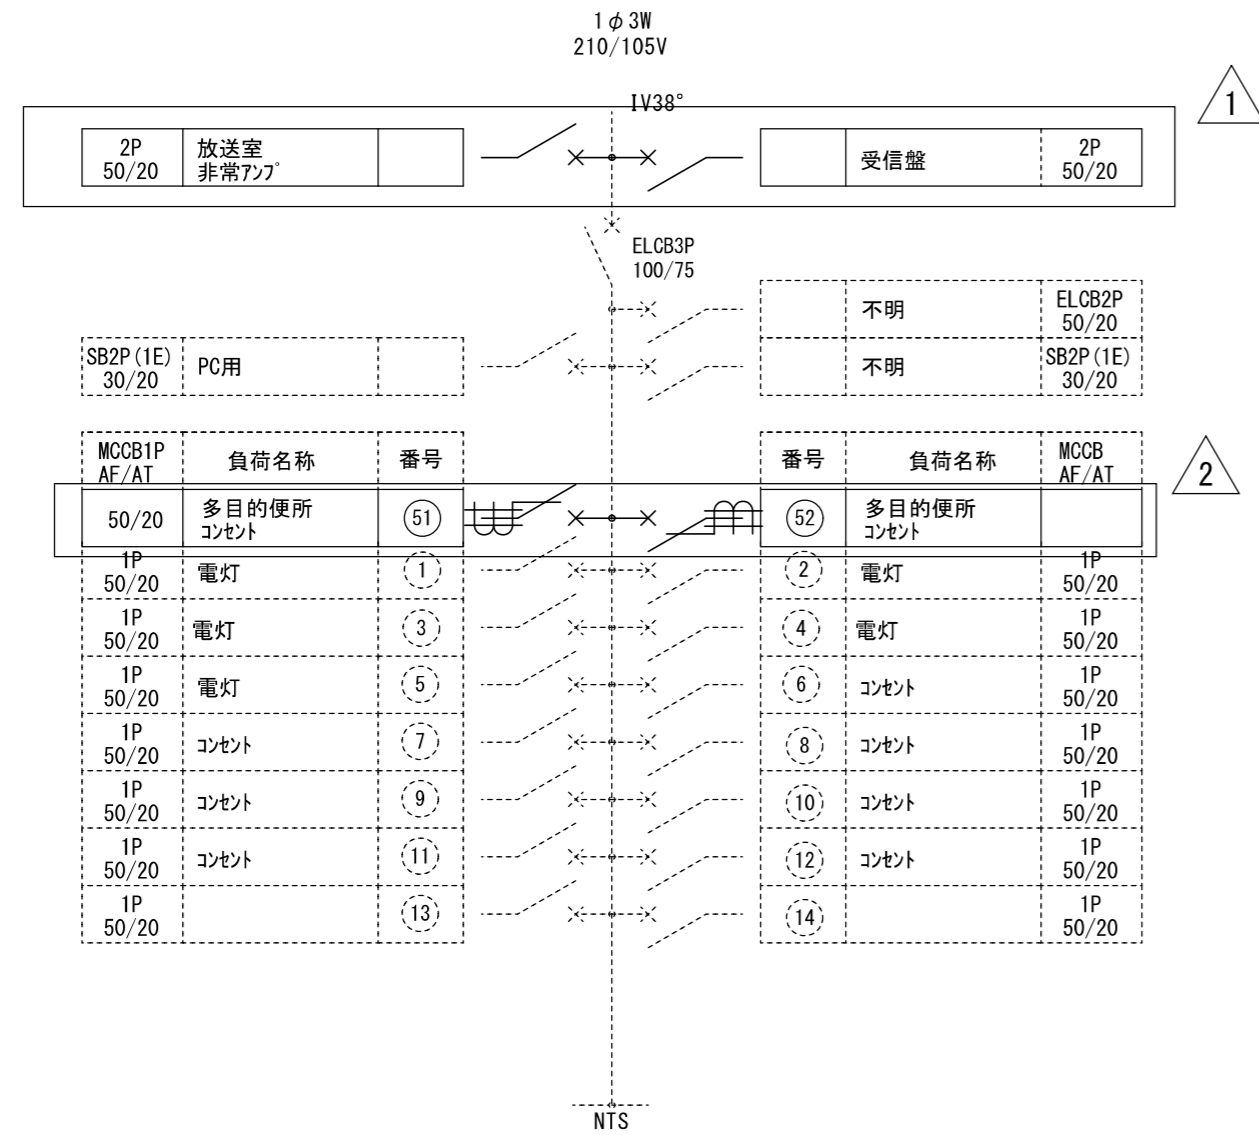 1φ3W
210/105V
IV38°
1
2P
50/20
放送室
非常アンプ
受信盤
2P
50/20
ELCB3P
100/75
不明
ELCB2P
50/20
SB2P(1E)
30/20
PC用
不明
SB2P(1E)
30/20
MCCB1P
AF/AT
負荷名称
番号
番号
負荷名称
MCCB
AF/AT
2
50/20
多目的便所
コンセント
51
52
多目的便所
コンセント
1P
50/20
電灯
1
2
電灯
1P
50/20
1P
50/20
電灯
3
4
電灯
1P
50/20
1P
50/20
電灯
5
6
コンセント
1P
50/20
1P
50/20
コンセント
7
8
コンセント
1P
50/20
1P
50/20
コンセント
9
10
コンセント
1P
50/20
1P
50/20
コンセント
11
12
コンセント
1P
50/20
1P
50/20
13
14
1P
50/20
NTS